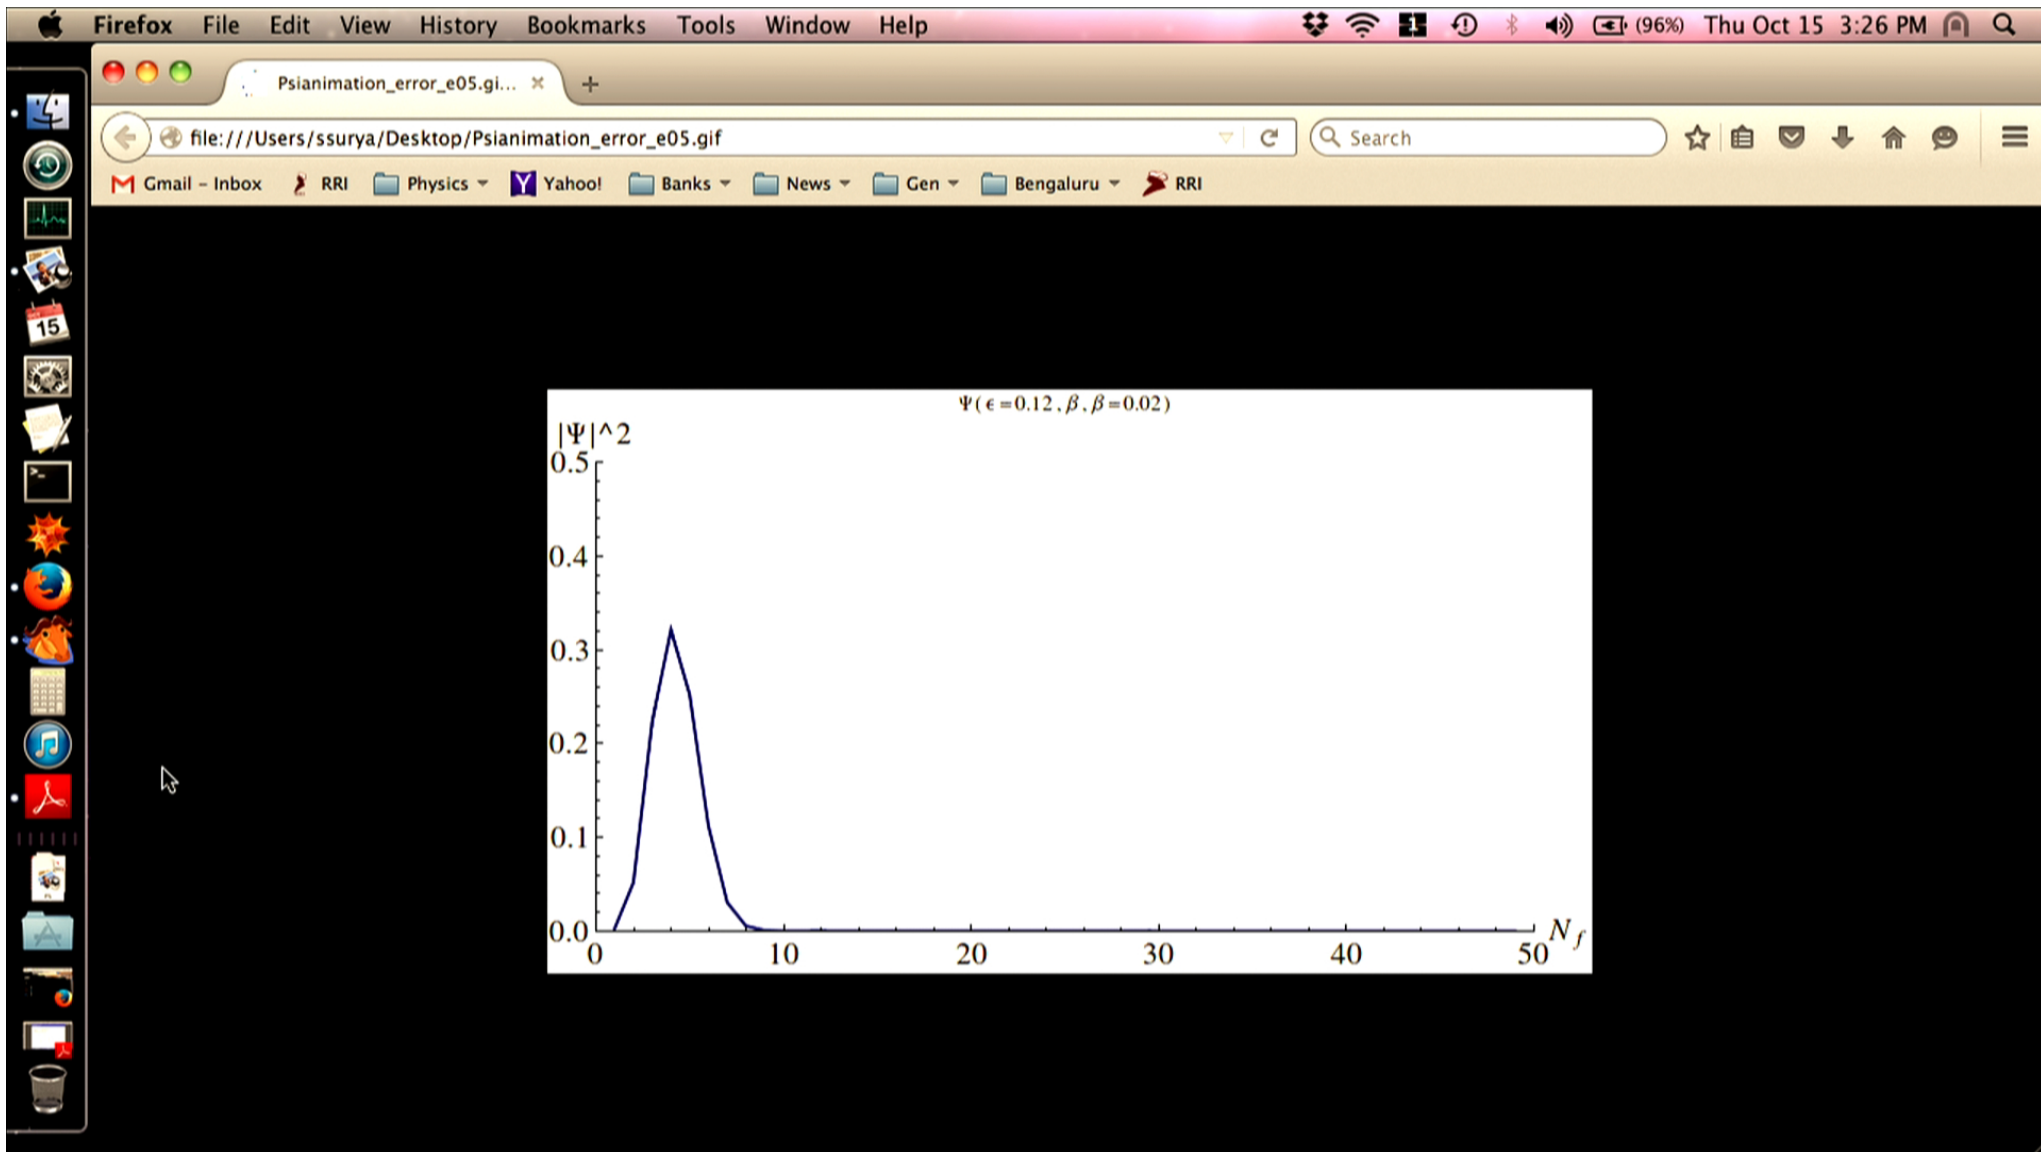 Firefox File Edit View History Bookmarks Tools Window Help 1 (96%) Thu Oct 15 3:26 PM
Psianimation_error_e05.gi...
file:///Users/ssurya/Desktop/Psianimation_error_e05.gif Search
Gmail - Inbox RRI Physics Yahoo! Banks News Gen Bengaluru RRI
OCT
15
Ψ(ϵ=0.12,β,β=0.02)
|Ψ|^2
0.5
0.4
0.3
0.2
0.1
0.0
0 10 20 30 40 50
N_f